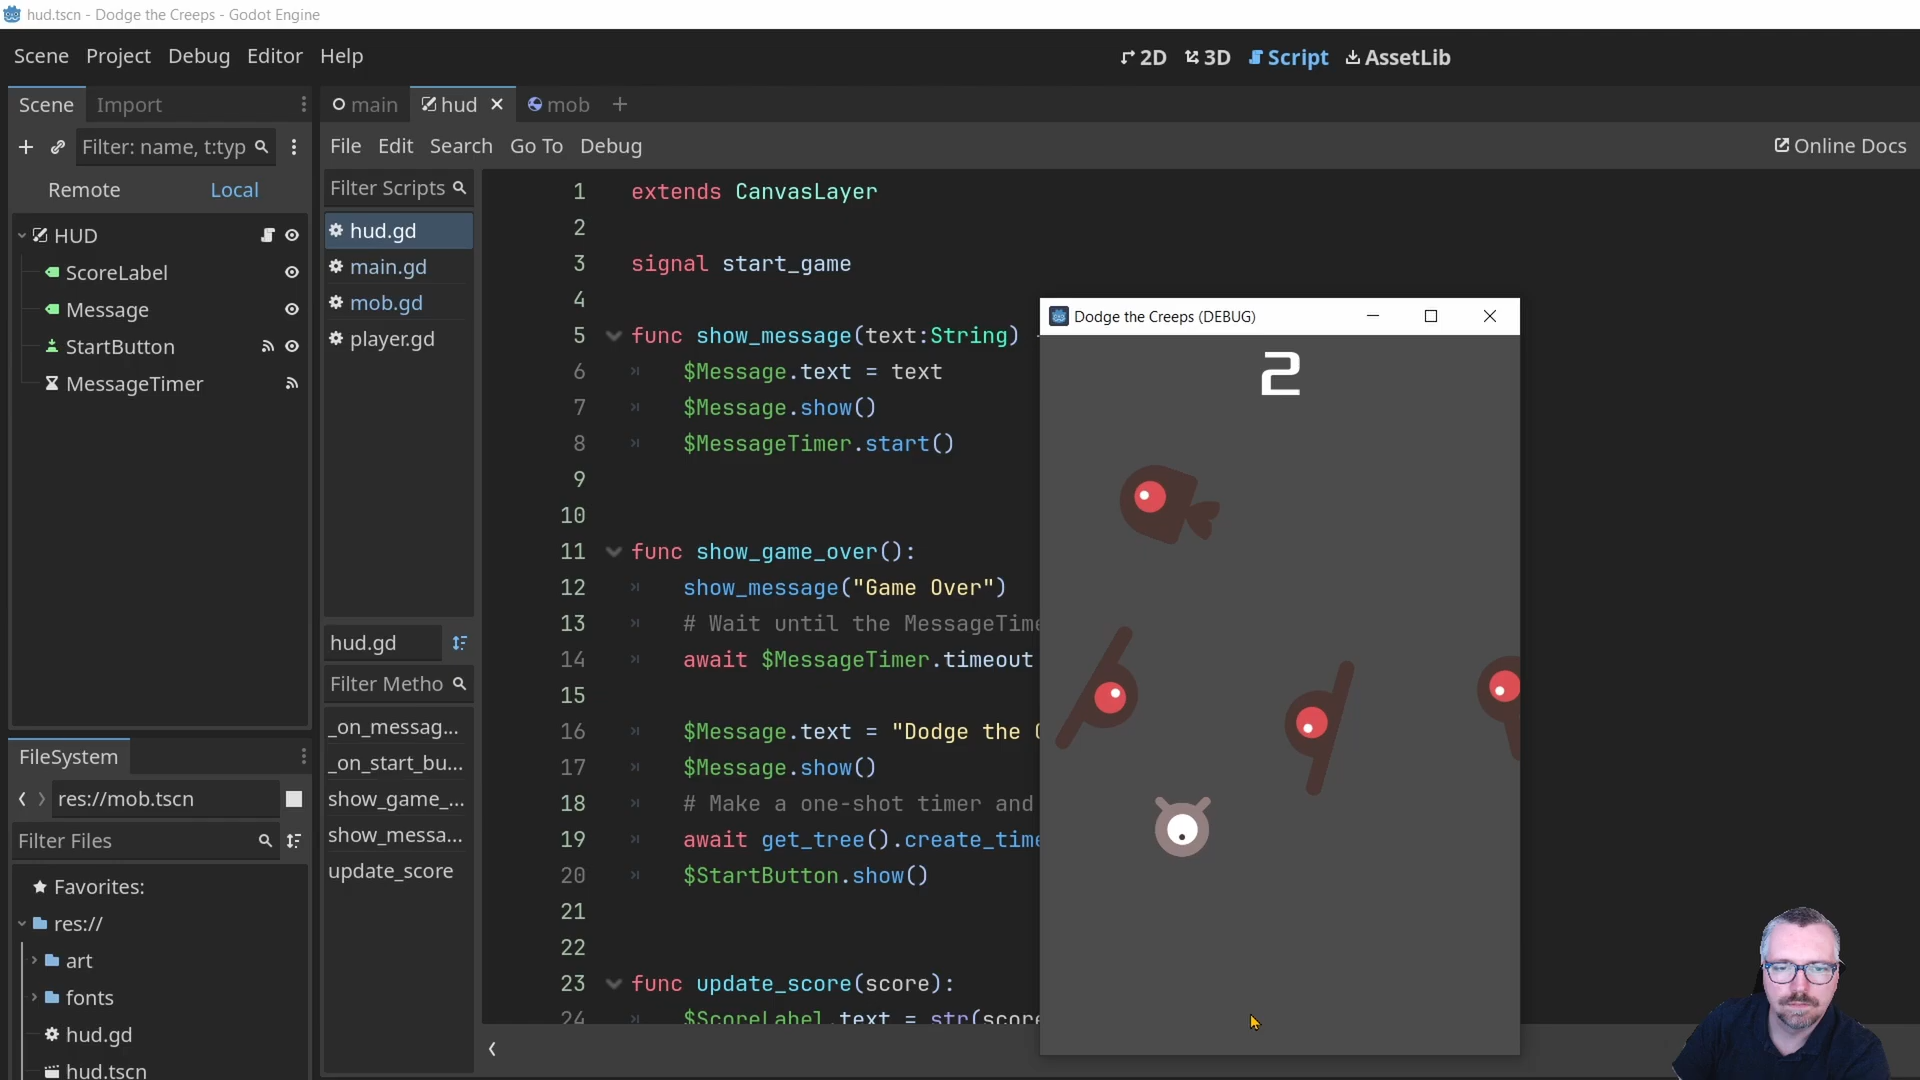 hud.tscn - Dodge the Creeps - Godot Engine
Scene Project Debug Editor Help
2D 3D Script AssetLib
Scene Import
main hud mob
Filter: name, t:typ
File Edit Search Go To Debug
Online Docs
Remote Local
Filter Scripts
HUD
ScoreLabel
Message
StartButton
MessageTimer
hud.gd
main.gd
mob.gd
player.gd
hud.gd
Filter Metho
_on_messag...
_on_start_bu...
show_game_...
show_messa...
update_score
FileSystem
res://mob.tscn
Filter Files
Favorites:
res://
art
fonts
hud.gd
hud.tscn
1 extends CanvasLayer
2
3 signal start_game
4
5 func show_message(text:String)
6 $Message.text = text
7 $Message.show()
8 $MessageTimer.start()
9
10
11 func show_game_over():
12 show_message("Game Over")
13 # Wait until the MessageTime
14 await $MessageTimer.timeout
15
16 $Message.text = "Dodge the
17 $Message.show()
18 # Make a one-shot timer and
19 await get_tree().create_time
20 $StartButton.show()
21
22
23 func update_score(score):
24 $ScoreLabel.text = str(score
Dodge the Creeps (DEBUG)
2